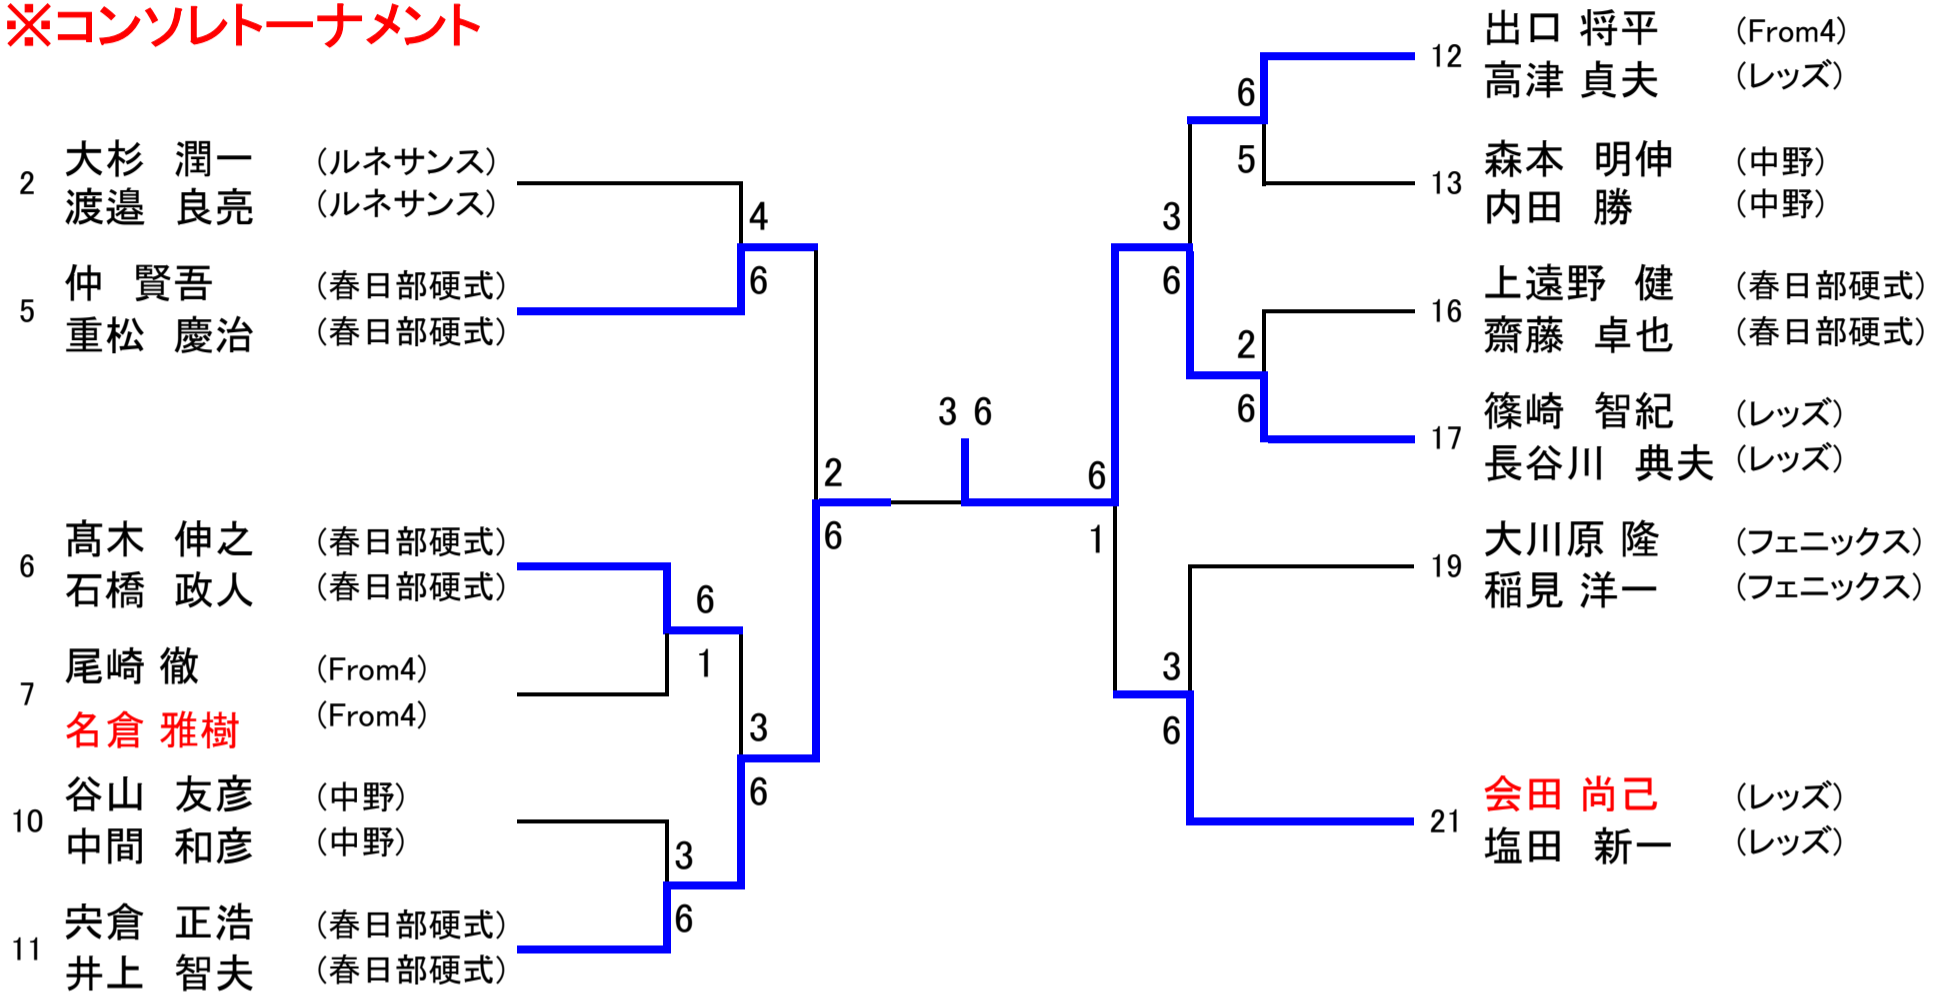 ※コンソレトーナメント
2
大杉 潤一 (ルネサンス)
渡邉 良亮 (ルネサンス)
5
仲 賢吾 (春日部硬式)
重松 慶治 (春日部硬式)
6
髙木 伸之 (春日部硬式)
石橋 政人 (春日部硬式)
7
尾崎 徹 (From4)
名倉 雅樹 (From4)
10
谷山 友彦 (中野)
中間 和彦 (中野)
11
宍倉 正浩 (春日部硬式)
井上 智夫 (春日部硬式)
4
6
6
1
3
6
3
6
2
6
3 6
6
1
3
6
6
5
2
6
3
6
12
出口 将平 (From4)
高津 貞夫 (レッズ)
13
森本 明伸 (中野)
内田 勝 (中野)
16
上遠野 健 (春日部硬式)
齋藤 卓也 (春日部硬式)
17
篠崎 智紀 (レッズ)
長谷川 典夫 (レッズ)
19
大川原 隆 (フェニックス)
稲見 洋一 (フェニックス)
21
会田 尚己 (レッズ)
塩田 新一 (レッズ)